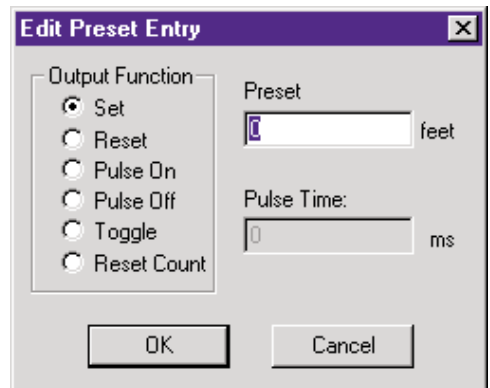 Edit Preset Entry
Output Function
Set
Reset
Pulse On
Pulse Off
Toggle
Reset Count
Preset
0 feet
Pulse Time:
0 ms
OK
Cancel